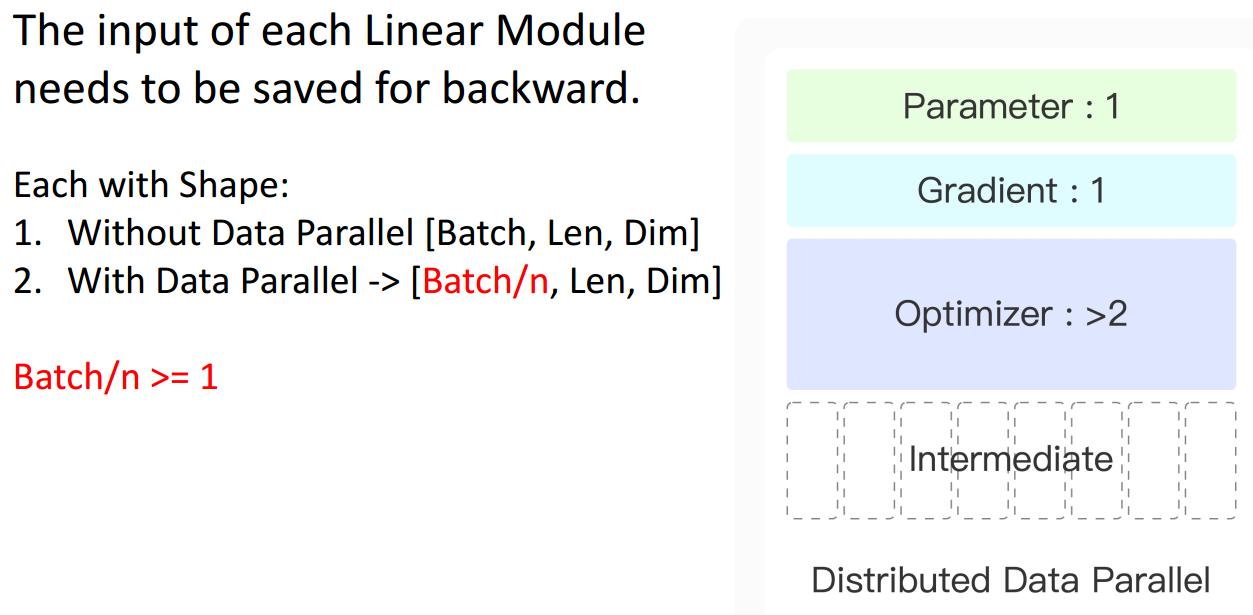 The input of each Linear Module
needs to be saved for backward.
Each with Shape:
1. Without Data Parallel [Batch, Len, Dim]
2. With Data Parallel -> [Batch/n, Len, Dim]
Batch/n >= 1
Parameter : 1
Gradient : 1
Optimizer : >2
Intermediate
Distributed Data Parallel